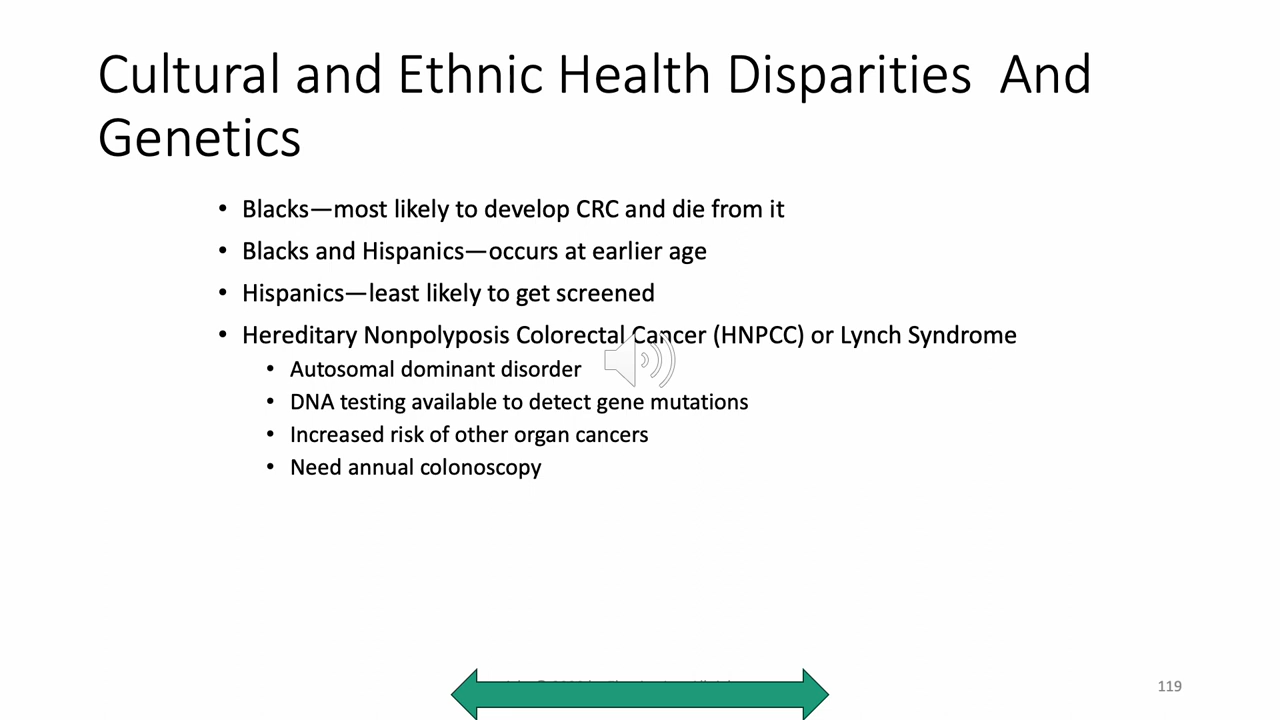 Cultural and Ethnic Health Disparities  And
Genetics
• Blacks—most likely to develop CRC and die from it
• Blacks and Hispanics—occurs at earlier age
• Hispanics—least likely to get screened
• Hereditary Nonpolyposis Colorectal Cancer (HNPCC) or Lynch Syndrome
• Autosomal dominant disorder
• DNA testing available to detect gene mutations
• Increased risk of other organ cancers
• Need annual colonoscopy
119